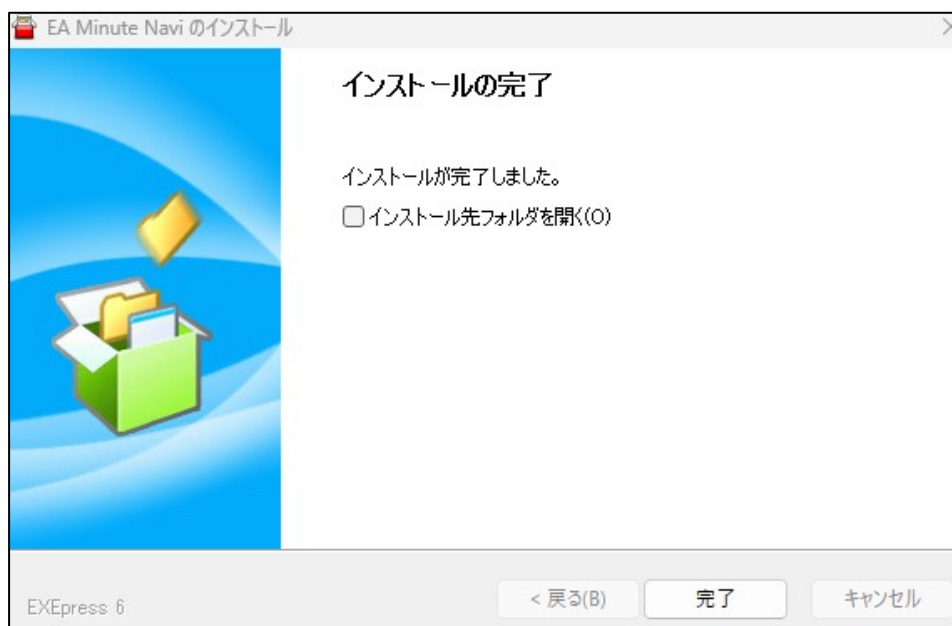 EA Minute Navi のインストール
インストールの完了
インストールが完了しました。
インストール先フォルダを開く(O)
EXEpress 6
< 戻る(B)
完了
キャンセル